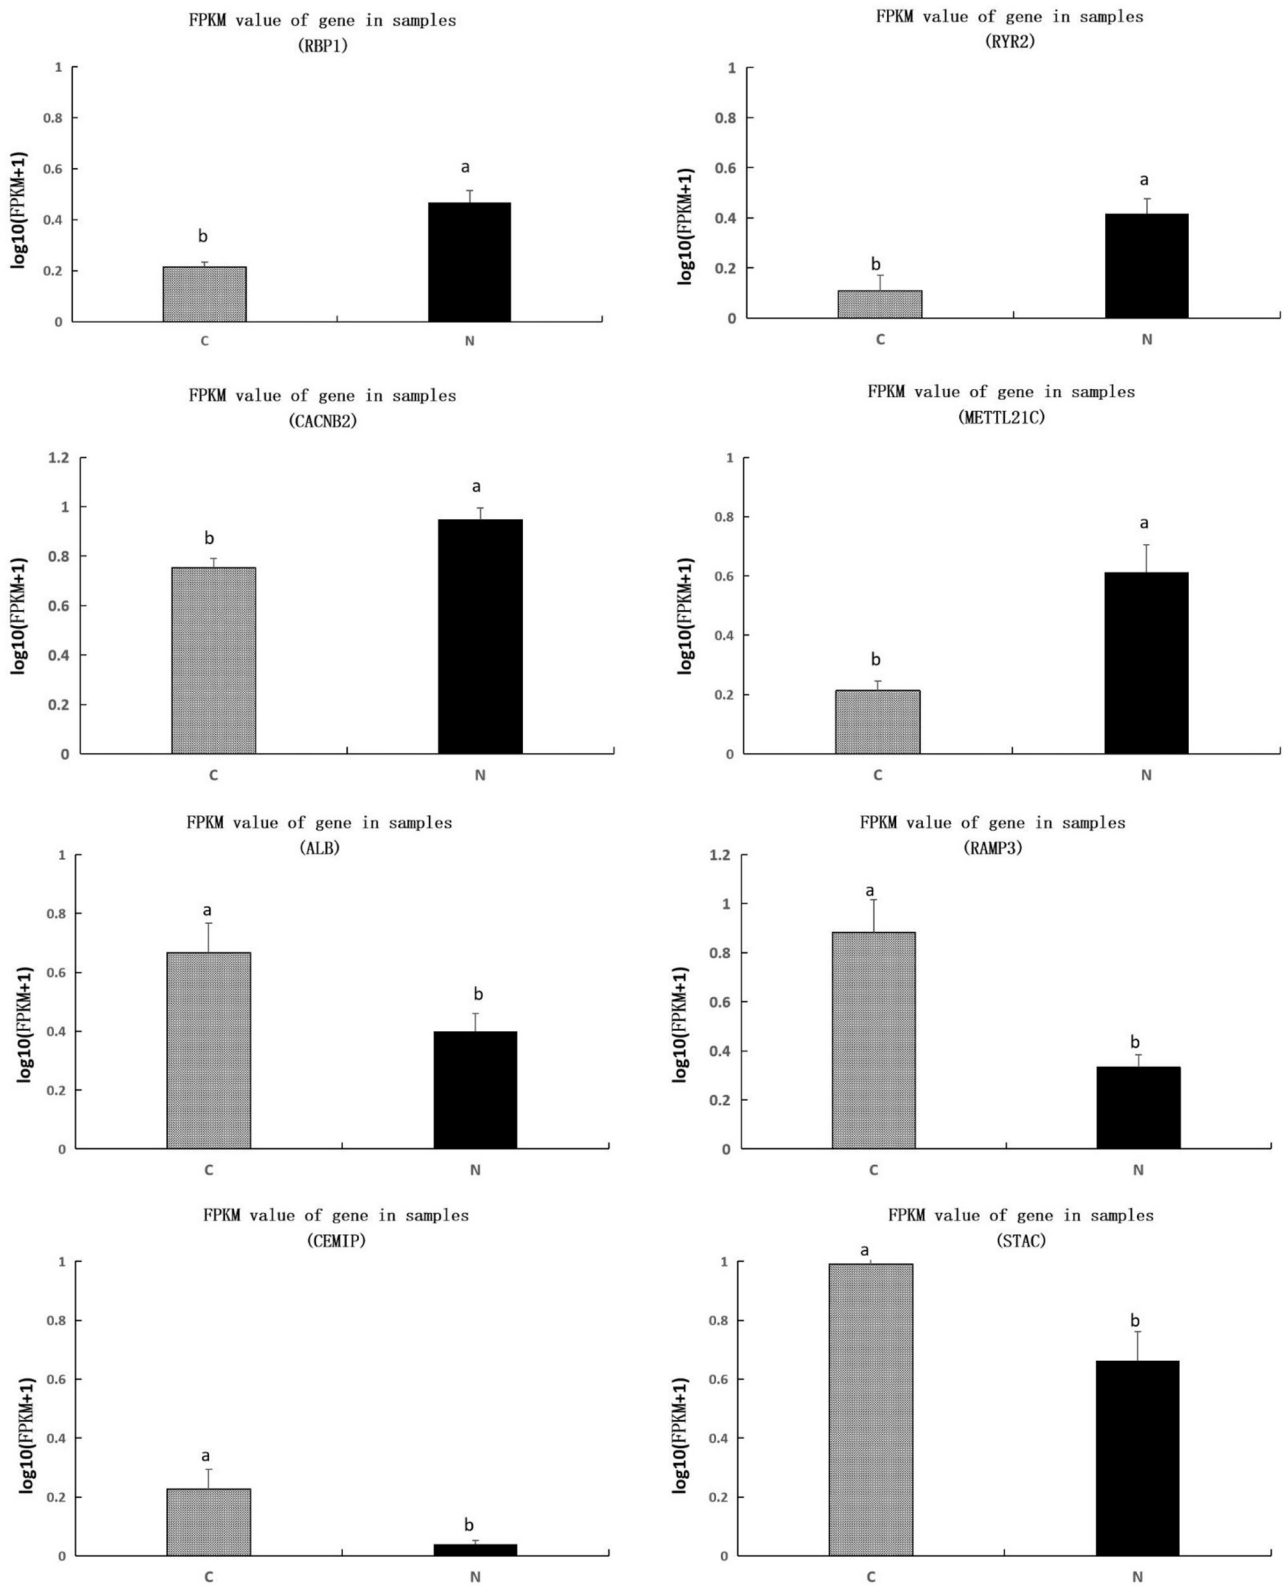 FPKM value of gene in samples
(RBP1)
1
0.8
0.6
0.4
0.2
0
log10(FPKM+1)
b
a
C
N
FPKM value of gene in samples
(RYR2)
1
0.8
0.6
0.4
0.2
0
log10(FPKM+1)
b
a
C
N
FPKM value of gene in samples
(CACNB2)
1.2
1
0.8
0.6
0.4
0.2
0
log10(FPKM+1)
b
a
C
N
FPKM value of gene in samples
(METTL21C)
1
0.8
0.6
0.4
0.2
0
log10(FPKM+1)
b
a
C
N
FPKM value of gene in samples
(ALB)
1
0.8
0.6
0.4
0.2
0
log10(FPKM+1)
a
b
C
N
FPKM value of gene in samples
(RAMP3)
1.2
1
0.8
0.6
0.4
0.2
0
log10(FPKM+1)
a
b
C
N
FPKM value of gene in samples
(CEMIP)
1
0.8
0.6
0.4
0.2
0
log10(FPKM+1)
a
b
C
N
FPKM value of gene in samples
(STAC)
1
0.8
0.6
0.4
0.2
0
log10(FPKM+1)
a
b
C
N